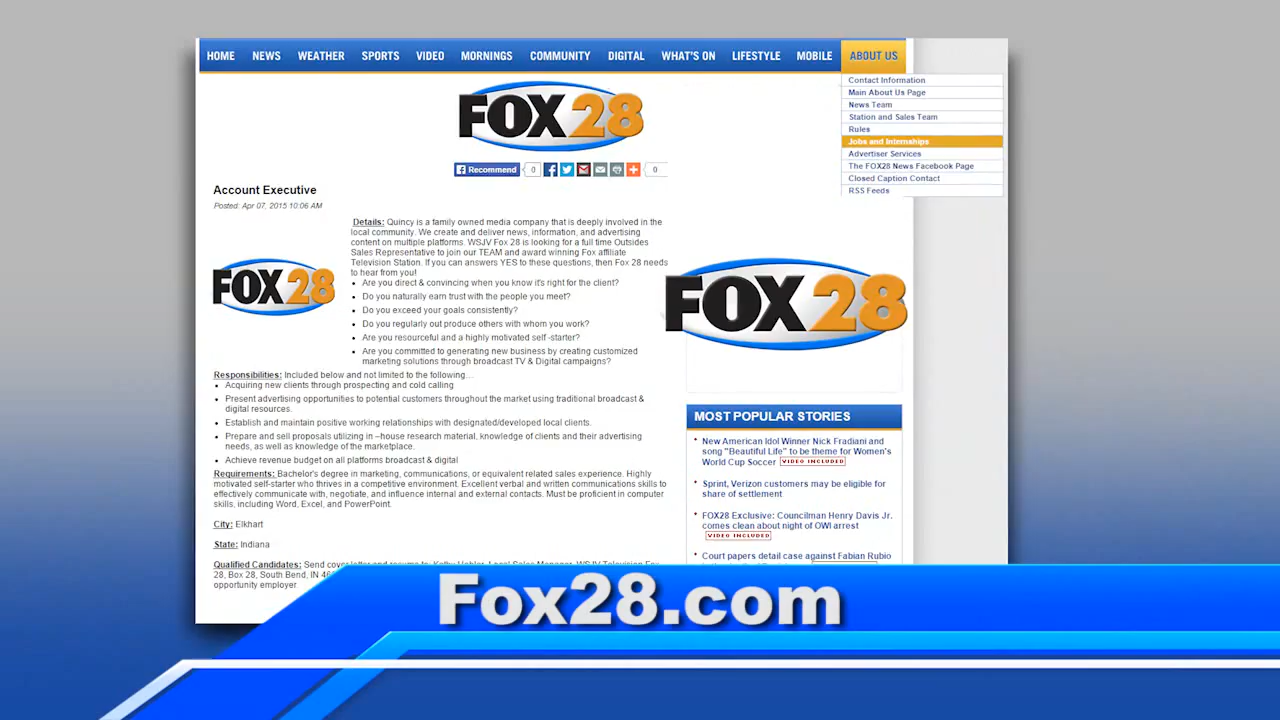 HOME NEWS WEATHER SPORTS VIDEO MORNINGS COMMUNITY DIGITAL WHAT'S ON LIFESTYLE MOBILE ABOUT US
Contact Information
Main About Us Page
News Team
Station and Sales Team
Rules
Jobs and Internships
Advertiser Services
The FOX28 News Facebook Page
Closed Caption Contact
RSS Feeds
FOX28
Recommend 0 0
Account Executive
Posted: Apr 07, 2015 10:06 AM
FOX28
Details: Quincy is a family owned media company that is deeply involved in the
local community. We create and deliver news, information, and advertising
content on multiple platforms. WSJV Fox 28 is looking for a full time Outsides
Sales Representative to join our TEAM and award winning Fox affiliate
Television Station. If you can answers YES to these questions, then Fox 28 needs
to hear from you!
• Are you direct & convincing when you know it's right for the client?
• Do you naturally earn trust with the people you meet?
• Do you exceed your goals consistently?
• Do you regularly out produce others with whom you work?
• Are you resourceful and a highly motivated self -starter?
• Are you committed to generating new business by creating customized
marketing solutions through broadcast TV & Digital campaigns?
Responsibilities: Included below and not limited to the following…
• Acquiring new clients through prospecting and cold calling
• Present advertising opportunities to potential customers throughout the market using traditional broadcast &
digital resources.
• Establish and maintain positive working relationships with designated/developed local clients.
• Prepare and sell proposals utilizing in –house research material, knowledge of clients and their advertising
needs, as well as knowledge of the marketplace.
• Achieve revenue budget on all platforms broadcast & digital
Requirements: Bachelor's degree in marketing, communications, or equivalent related sales experience. Highly
motivated self-starter who thrives in a competitive environment. Excellent verbal and written communications skills to
effectively communicate with, negotiate, and influence internal and external contacts. Must be proficient in computer
skills, including Word, Excel, and PowerPoint.
City: Elkhart
State: Indiana
Qualified Candidates: Send cover letter and resume to: Kathy
28, Box 28, South Bend, IN
opportunity employer
FOX28
MOST POPULAR STORIES
New American Idol Winner Nick Fradiani and
song "Beautiful Life" to be theme for Women's
World Cup Soccer VIDEO INCLUDED
Sprint, Verizon customers may be eligible for
share of settlement
FOX28 Exclusive: Councilman Henry Davis Jr.
comes clean about night of OWI arrest
VIDEO INCLUDED
Court papers detail case against Fabian Rubio
Fox28.com